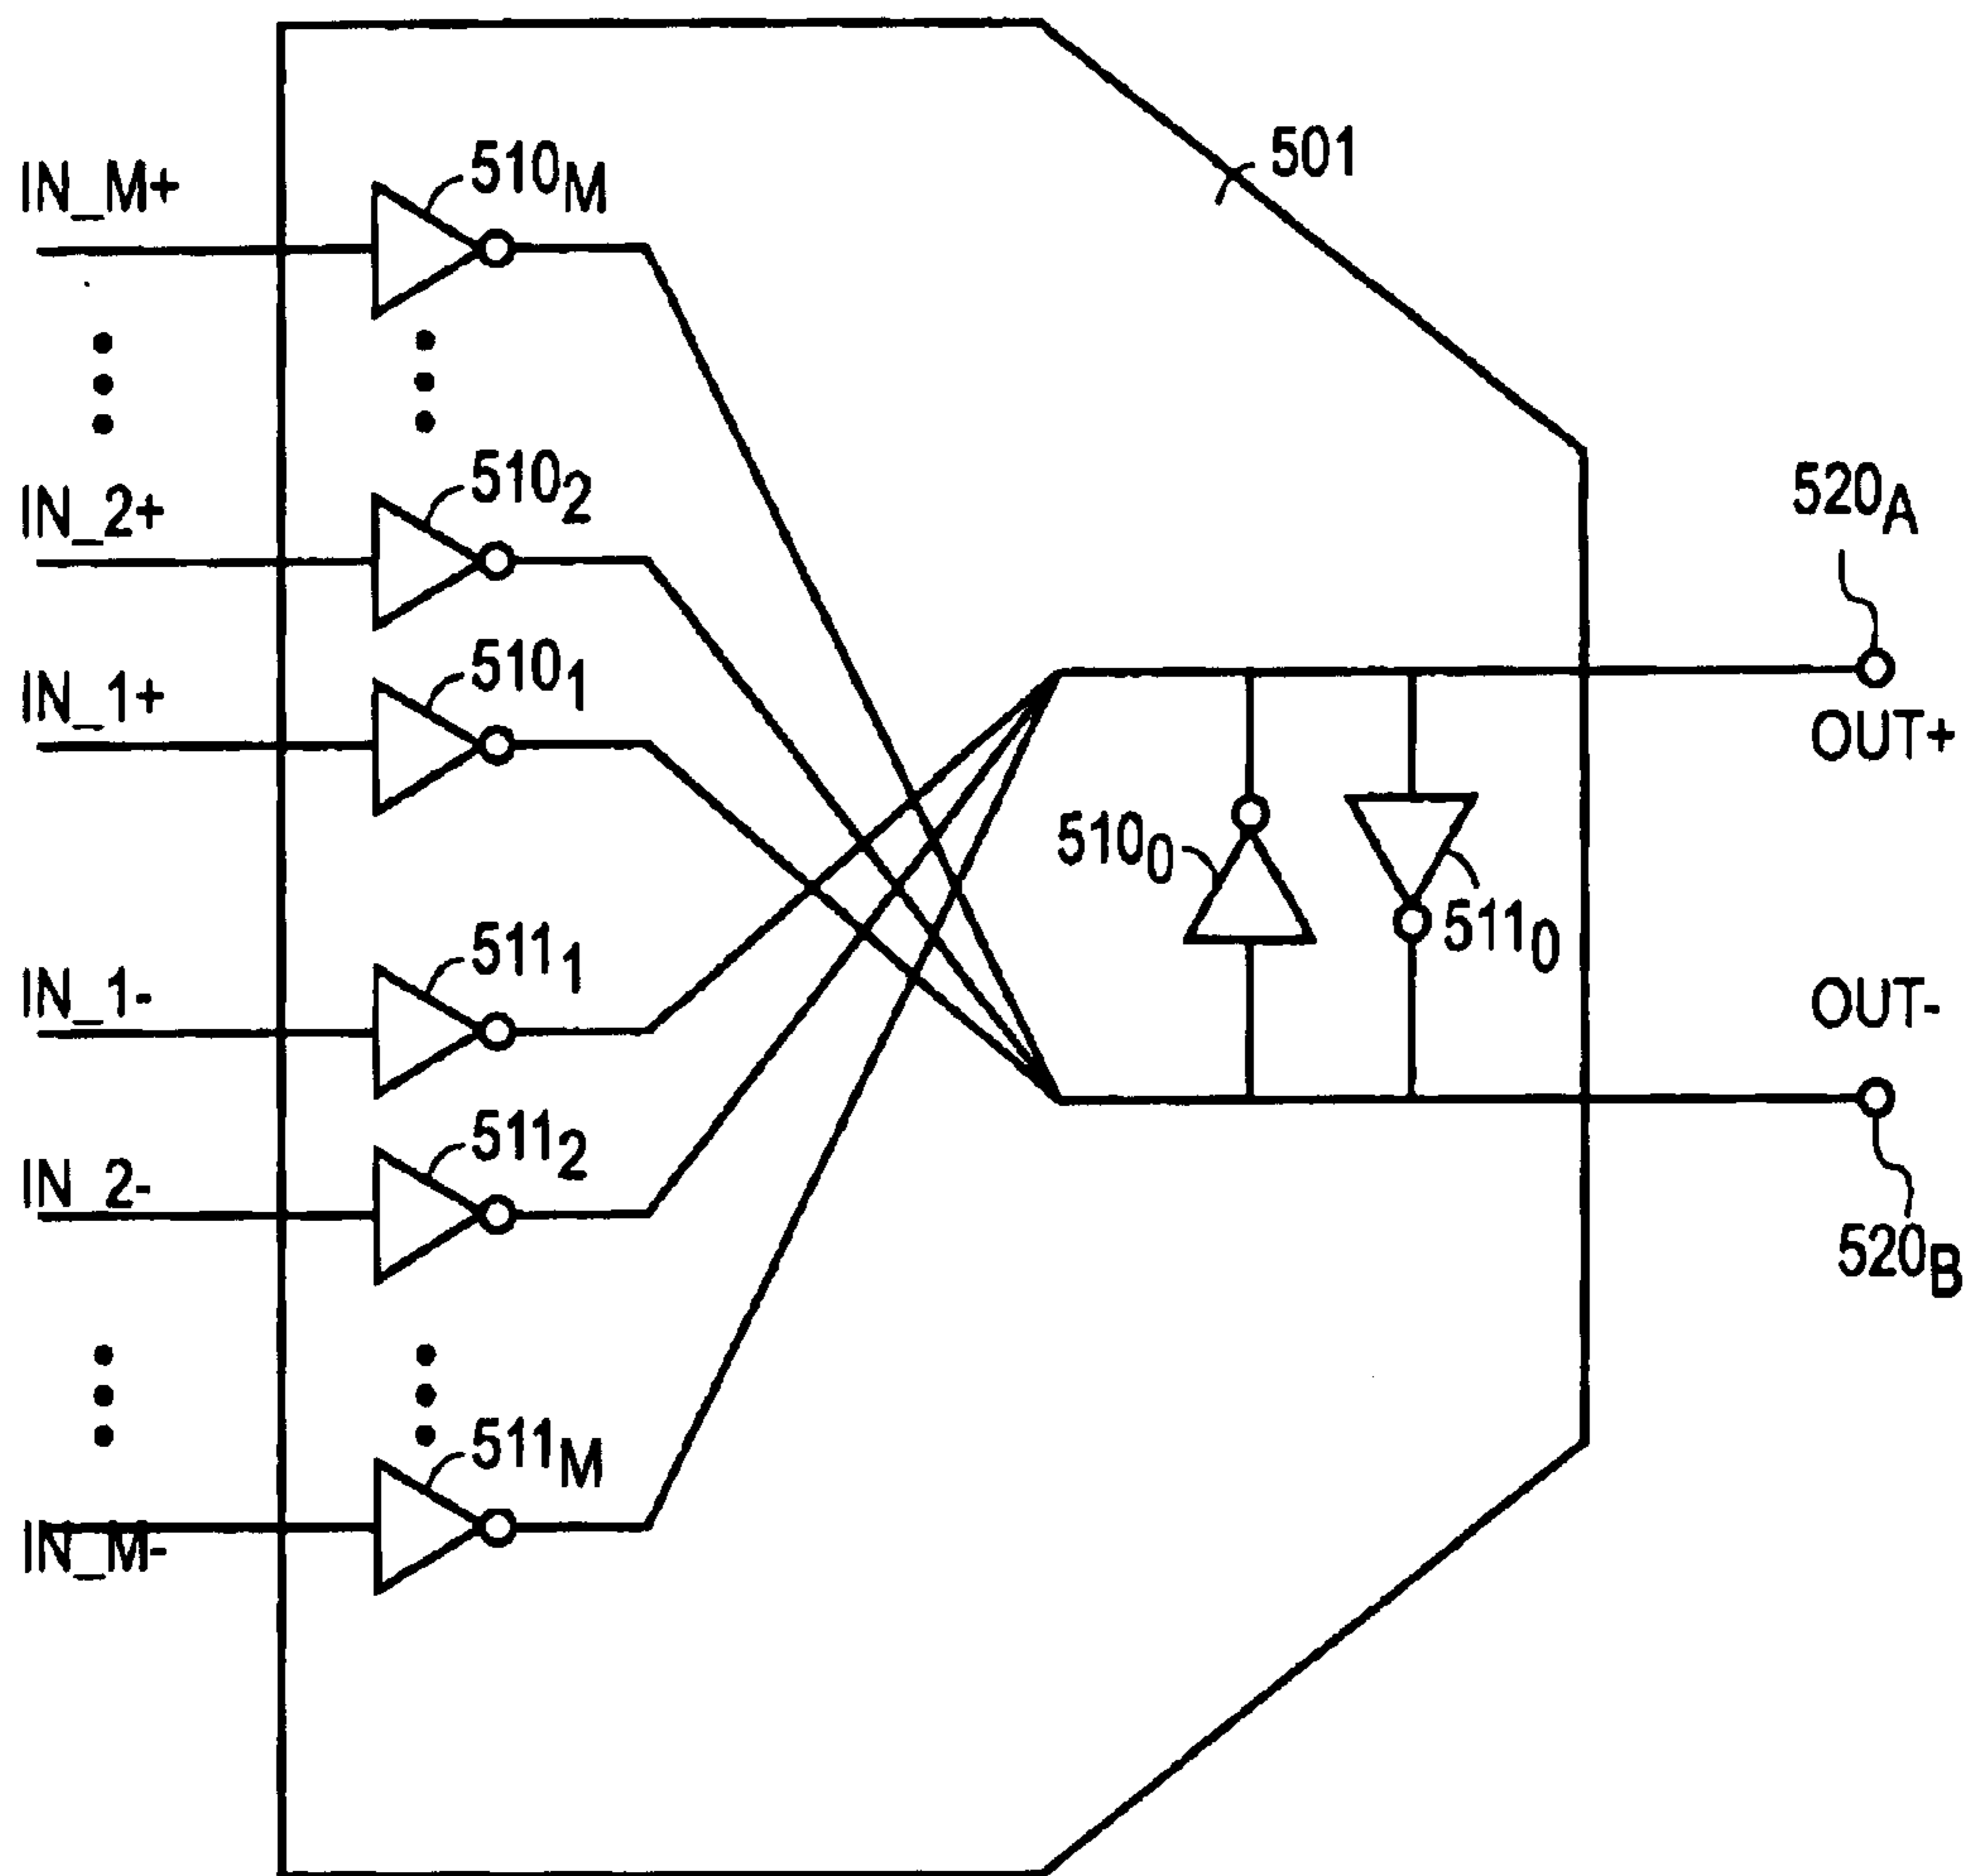 501
IN_M+
510M
IN_2+
5102
520A
IN_1+
5101
OUT+
5100
5110
IN_1-
5111
OUT-
IN_2-
5112
520B
IN_M-
511M